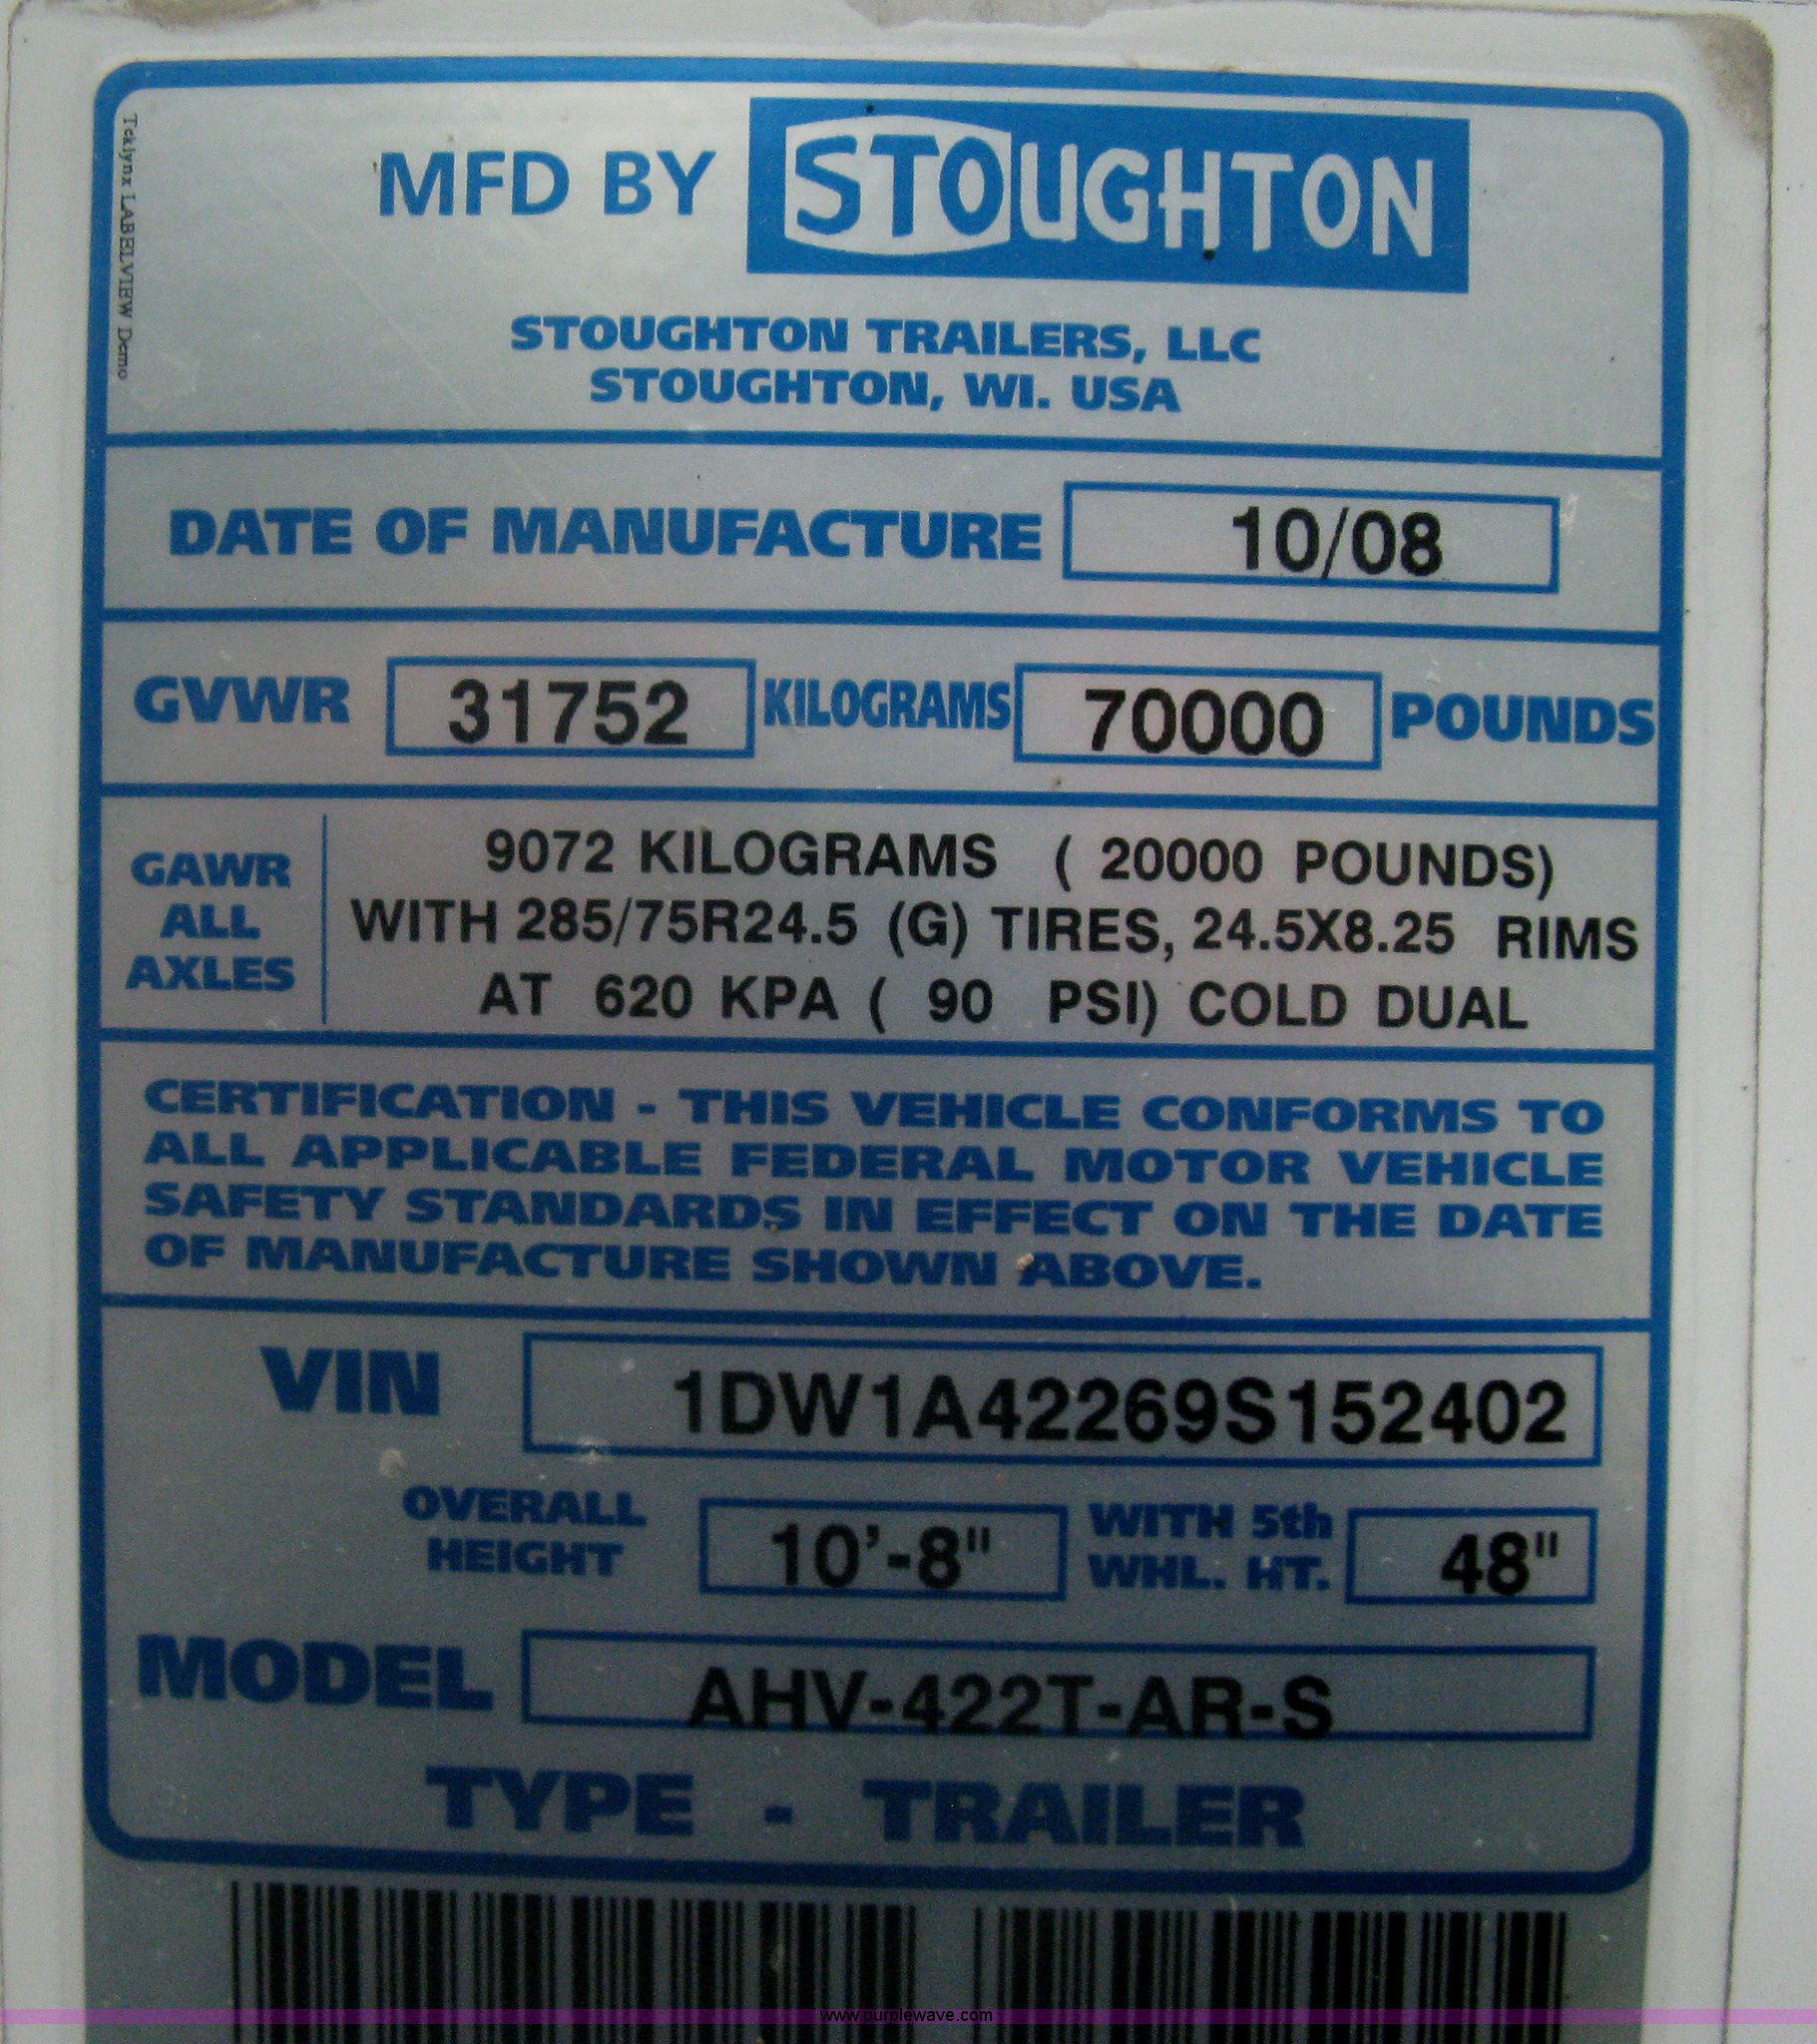 Teklynx LABELVIEW Demo
MFD BY STOUGHTON
STOUGHTON TRAILERS, LLC
STOUGHTON, WI. USA
DATE OF MANUFACTURE 10/08
GVWR 31752 KILOGRAMS 70000 POUNDS
GAWR ALL AXLES
9072 KILOGRAMS ( 20000 POUNDS)
WITH 285/75R24.5 (G) TIRES, 24.5X8.25 RIMS
AT 620 KPA ( 90 PSI) COLD DUAL
CERTIFICATION - THIS VEHICLE CONFORMS TO
ALL APPLICABLE FEDERAL MOTOR VEHICLE
SAFETY STANDARDS IN EFFECT ON THE DATE
OF MANUFACTURE SHOWN ABOVE.
VIN 1DW1A42269S152402
OVERALL HEIGHT 10'-8" WITH 5th WHL. HT. 48"
MODEL AHV-422T-AR-S
TYPE - TRAILER
www.purplewave.com